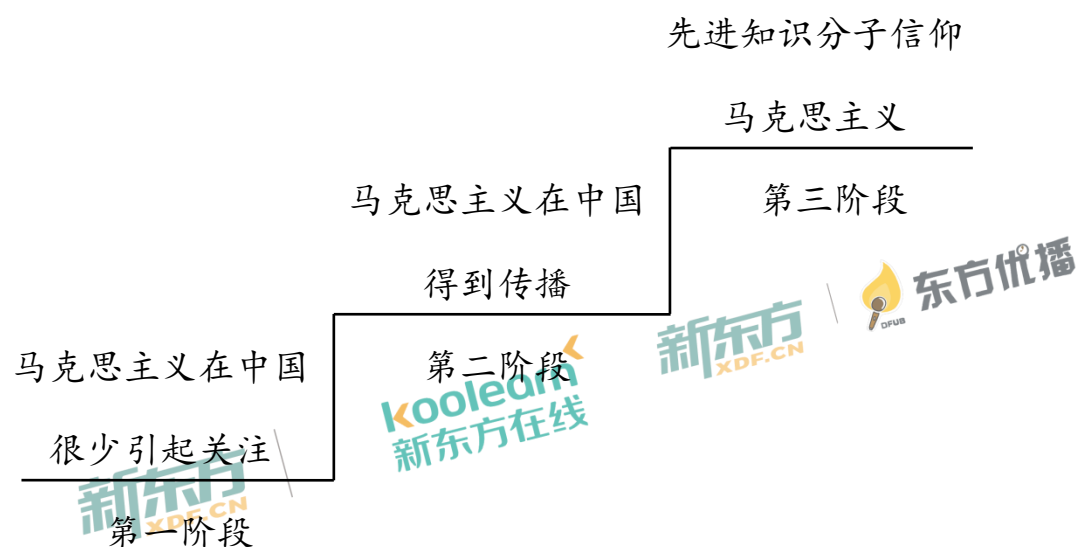 先进知识分子信仰
马克思主义
第三阶段
马克思主义在中国
得到传播
第二阶段
马克思主义在中国
很少引起关注
第一阶段
东方优播
DFUB
新东方
XDF.CN
koolearn
新东方在线
新东方
XDF.CN